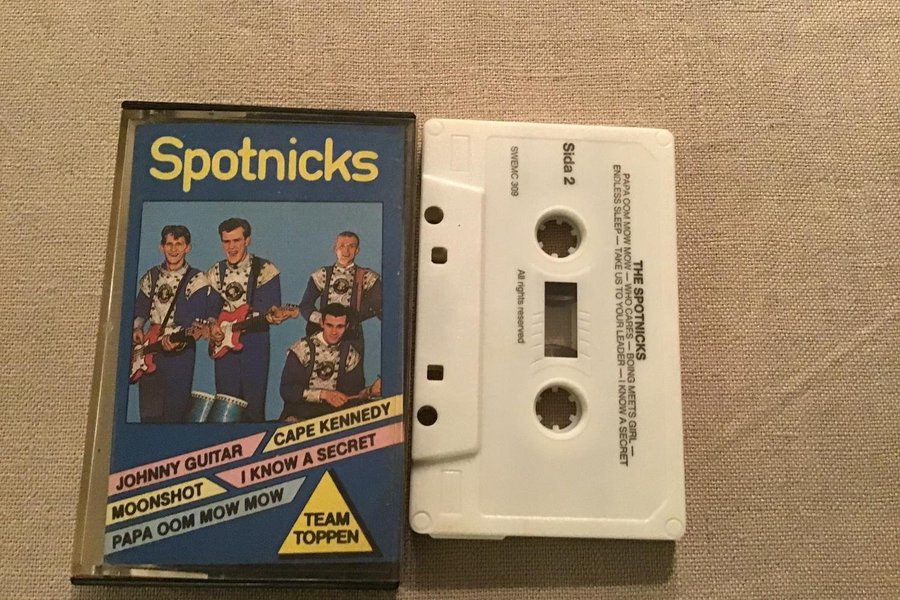 Spotnicks
JOHNNY GUITAR
CAPE KENNEDY
MOONSHOT
I KNOW A SECRET
PAPA OOM MOW MOW
TEAM
TOPPEN
Sida 2
SWEMC 309
All rights reserved
THE SPOTNICKS
PAPA OOM MOW MOW — WHO CARES — BOING MEETS GIRL —
ENDLESS SLEEP — TAKE US TO YOUR LEADER — I KNOW A SECRET